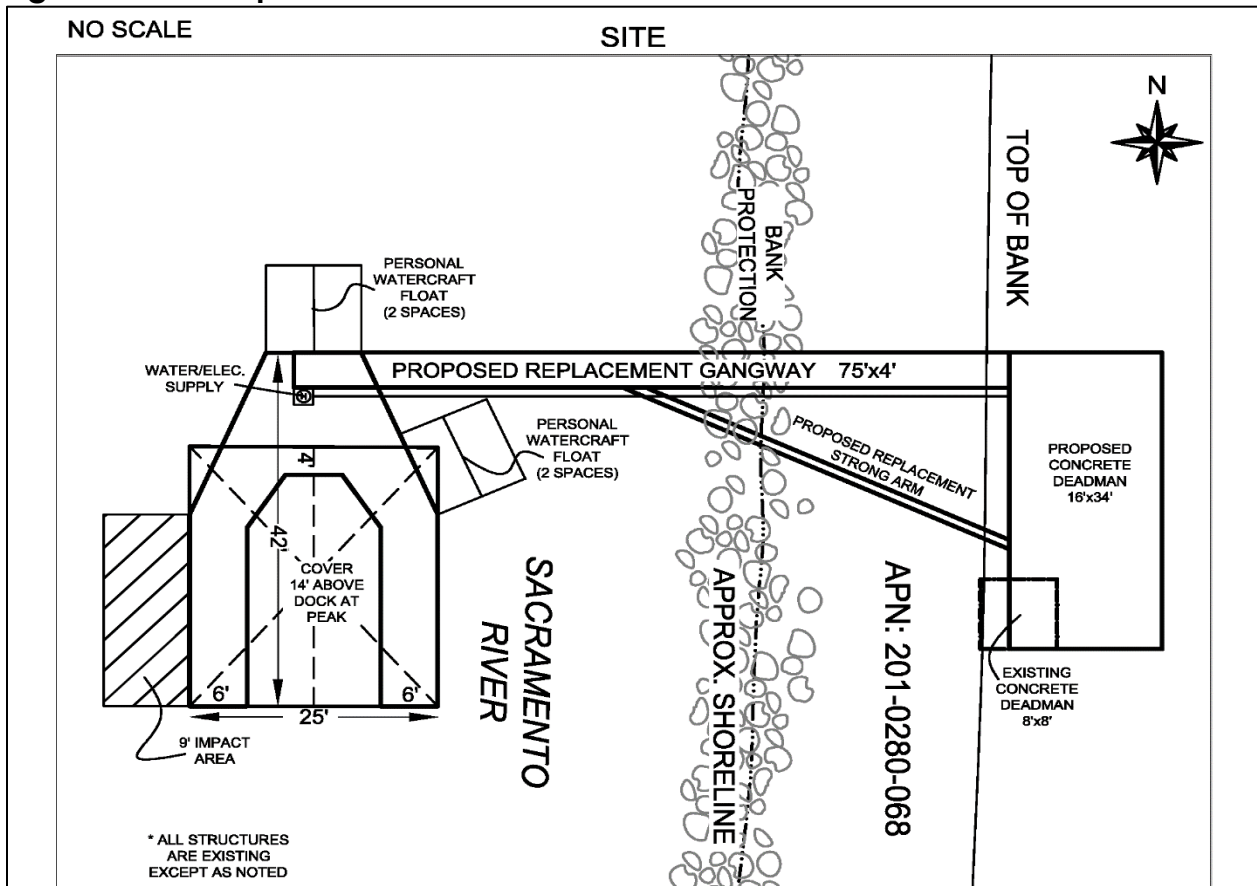 NO SCALE
SITE
N
TOP OF BANK
BANK
PROTECTION
PERSONAL
WATERCRAFT
FLOAT
(2 SPACES)
WATER/ELEC.
SUPPLY
PROPOSED REPLACEMENT GANGWAY 75'x4'
PERSONAL
WATERCRAFT
FLOAT
(2 SPACES)
PROPOSED REPLACEMENT
STRONG ARM
PROPOSED
CONCRETE
DEADMAN
16'x34'
4'
42'
COVER
14' ABOVE
DOCK AT
PEAK
6'
6'
25'
9' IMPACT
AREA
SACRAMENTO
RIVER
APPROX. SHORELINE
APN: 201-0280-068
EXISTING
CONCRETE
DEADMAN
8'x8'
* ALL STRUCTURES
ARE EXISTING
EXCEPT AS NOTED